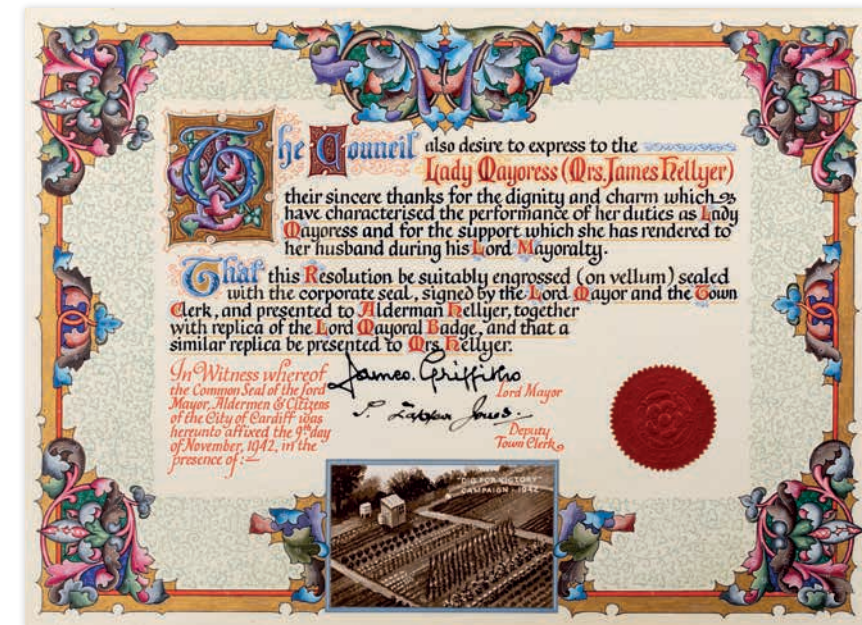 The Council also desire to express to the
Lady Mayoress (Mrs. James Hellyer)
their sincere thanks for the dignity and charm which
have characterised the performance of her duties as Lady
Mayoress and for the support which she has rendered to
her husband during his Lord Mayoralty.
That this Resolution be suitably engrossed (on vellum) sealed
with the corporate seal, signed by the Lord Mayor and the Town
Clerk, and presented to Alderman Hellyer, together
with replica of the Lord Mayoral Badge, and that a
similar replica be presented to Mrs. Hellyer.
In Witness whereof
the Common Seal of the Lord
Mayor, Aldermen & Citizens
of the City of Cardiff was
hereunto affixed the 9th day
of November, 1942, in the
presence of:—
James. Griffiths
Lord Mayor
S. Tapper Jones.
Deputy
Town Clerk.
"DIG FOR VICTORY"
CAMPAIGN - 1942